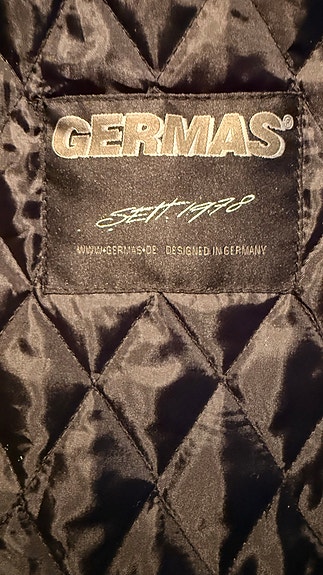 GERMAS®
SEIT 1978
WWW•GERMAS•DE DESIGNED IN GERMANY